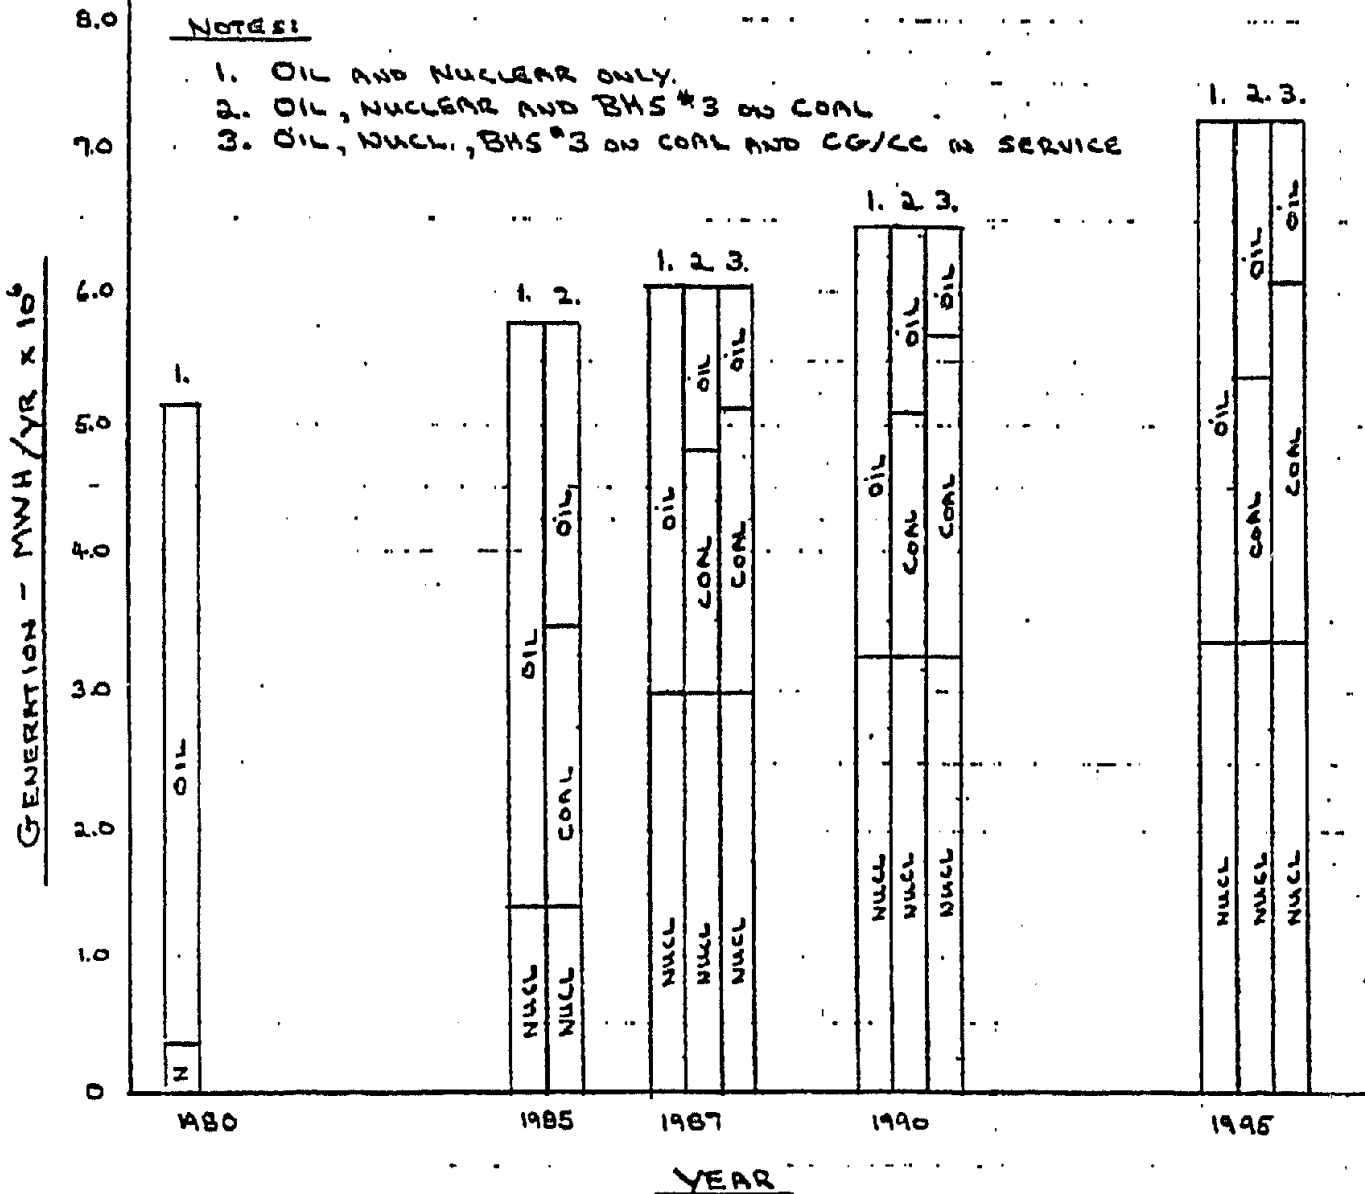 NOTES:
1. OIL AND NUCLEAR ONLY.
2. OIL, NUCLEAR AND BHS #3 ON COAL
3. OIL, NUCL., BHS #3 ON COAL AND CG/CC IN SERVICE
GENERATION - MWH/YR x 10^6
8.0
7.0
6.0
5.0
4.0
3.0
2.0
1.0
0
1.
OIL
N
1. 2.
OIL
OIL
COAL
NUCL
NUCL
1. 2 3.
OIL
OIL
OIL
COAL
COAL
NUCL
NUCL
NUCL
1. 2 3.
OIL
OIL
OIL
COAL
COAL
NUCL
NUCL
NUCL
1. 2. 3.
OIL
OIL
OIL
COAL
COAL
NUCL
NUCL
NUCL
1980 1985 1987 1990 1995
YEAR